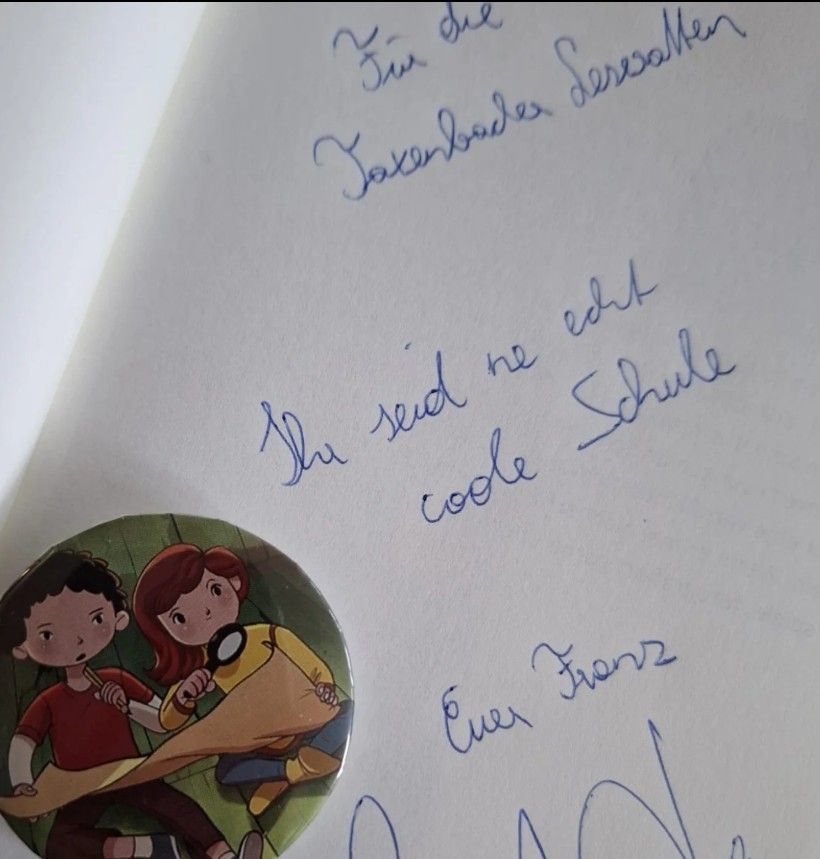 Für die
Taxenbacher Leseratten
Ihr seid ne echt
coole Schule
Euer Franz